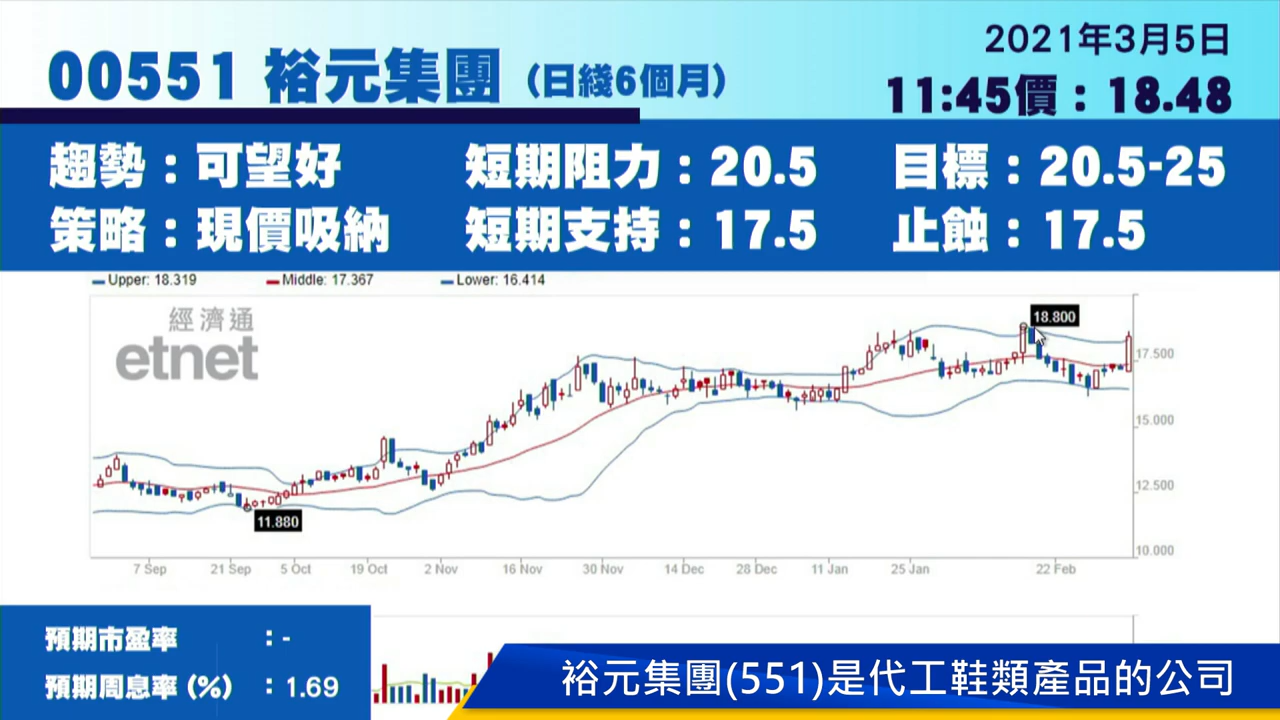 00551 裕元集團 (日綫6個月)
2021年3月5日
11:45價：18.48
趨勢：可望好
短期阻力：20.5
目標：20.5-25
策略：現價吸納
短期支持：17.5
止蝕：17.5
Upper: 18.319
Middle: 17.367
Lower: 16.414
經濟通
etnet
18.800
11.880
17.500
15.000
12.500
10.000
7 Sep
21 Sep
5 Oct
19 Oct
2 Nov
16 Nov
30 Nov
14 Dec
28 Dec
11 Jan
25 Jan
22 Feb
預期市盈率 ：-
預期周息率 (%) ：1.69
裕元集團(551)是代工鞋類產品的公司